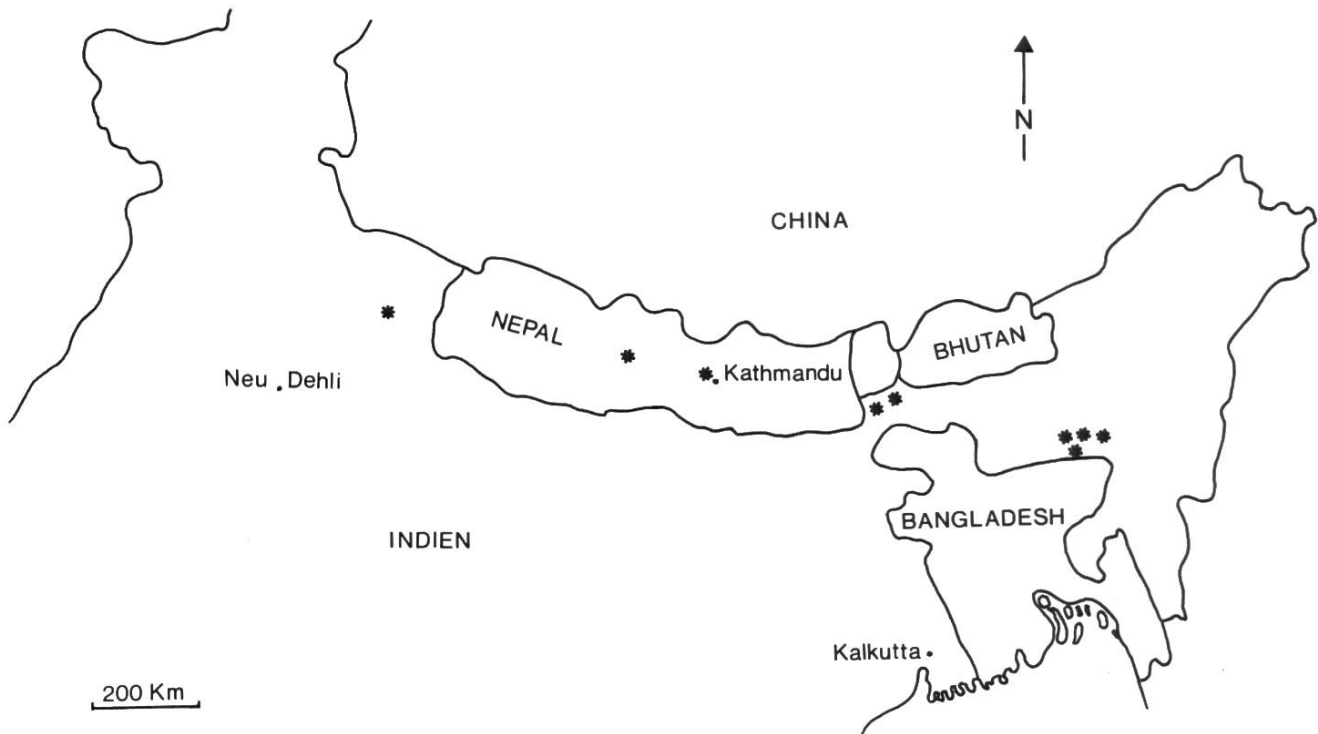 N
CHINA
NEPAL
BHUTAN
Kathmandu
Neu Dehli
BANGLADESH
INDIEN
Kalkutta
200 Km